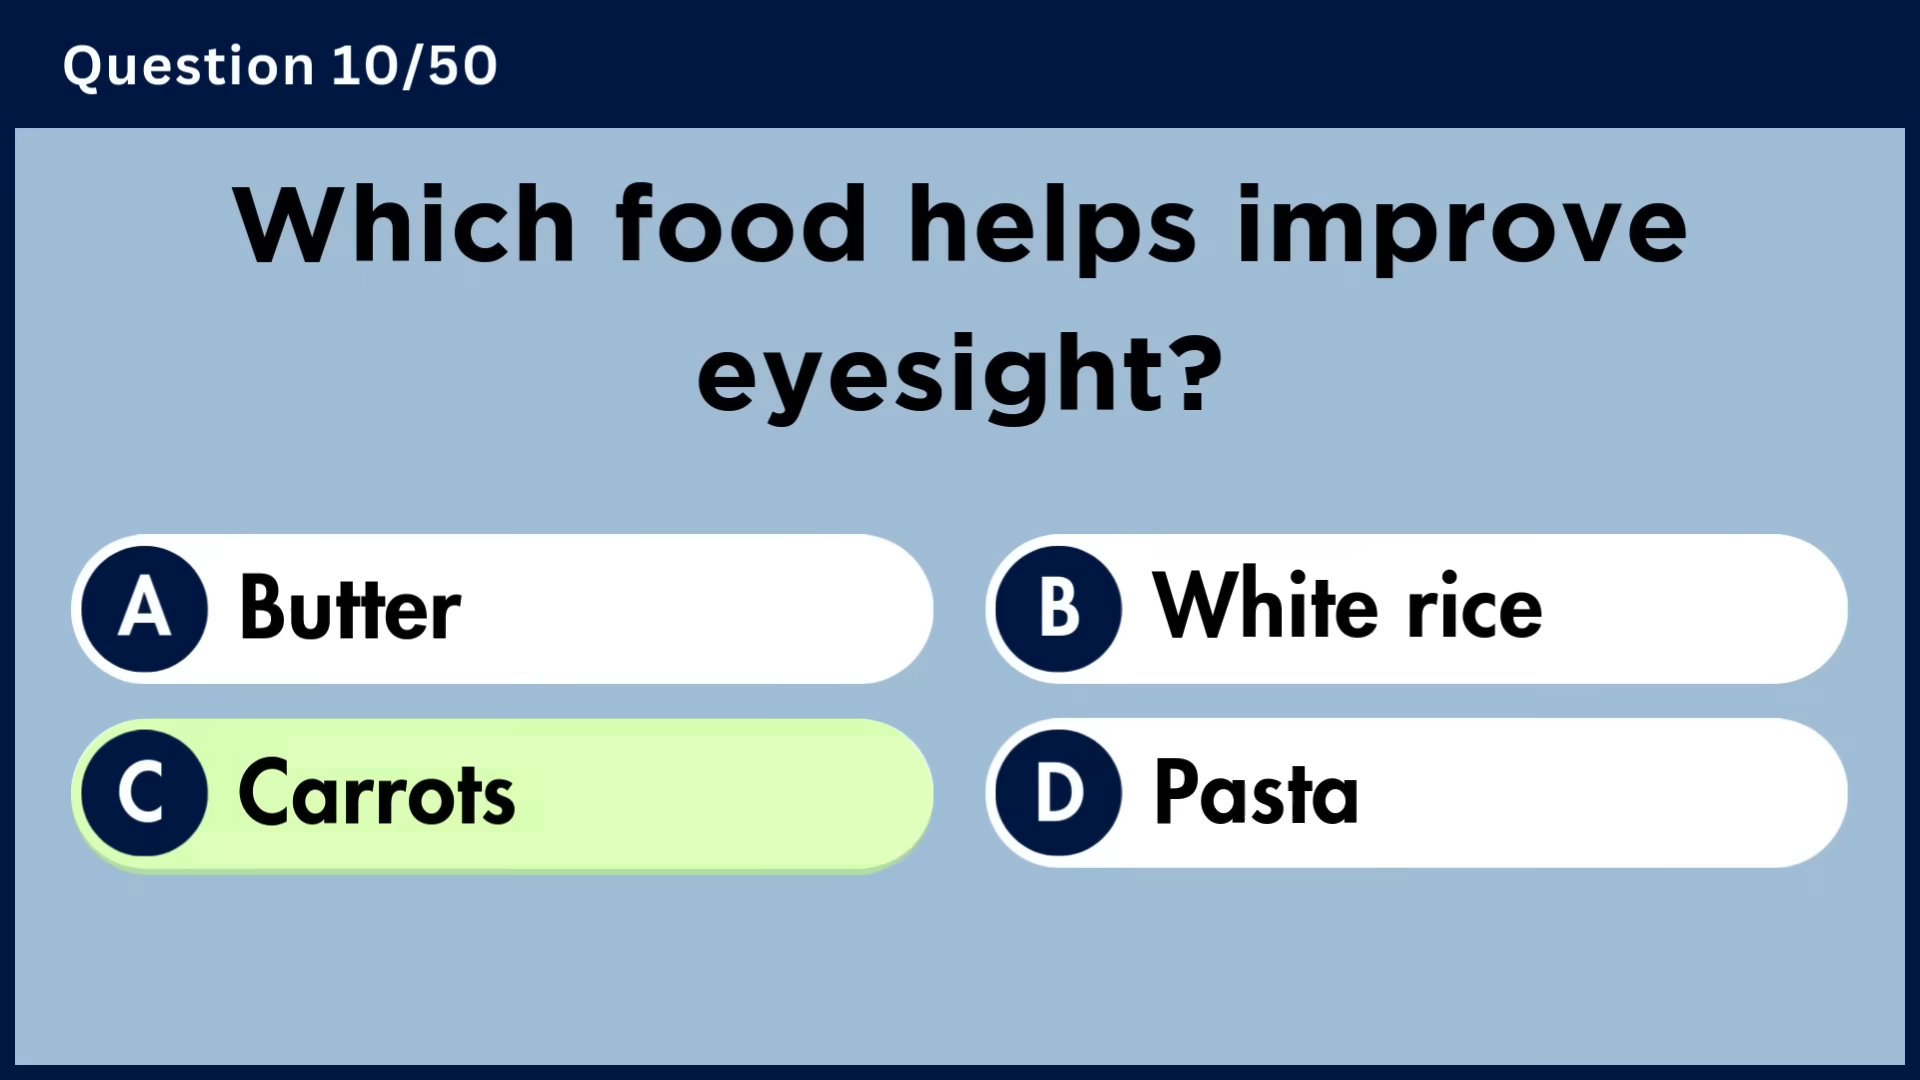 Question 10/50
Which food helps improve
eyesight?
A Butter
B White rice
C Carrots
D Pasta